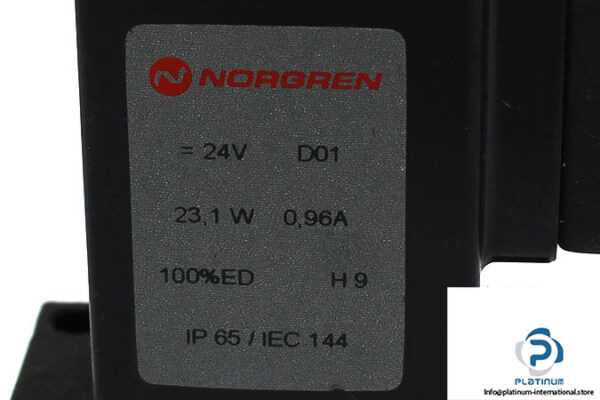 NORGREN
= 24V D01
23,1 W 0,96A
100%ED H 9
IP 65 / IEC 144
PLATINUM
Info@platinum-international.store